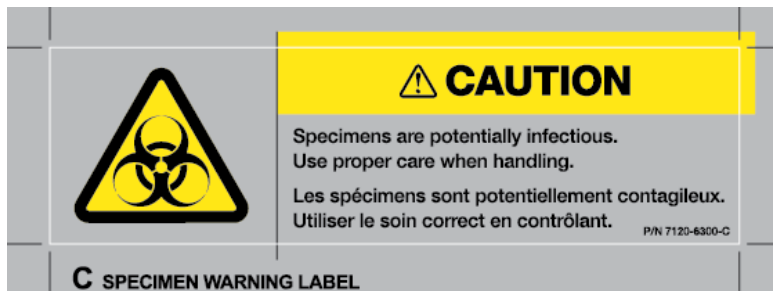 CAUTION
Specimens are potentially infectious.
Use proper care when handling.
Les spécimens sont potentiellement contagileux.
Utiliser le soin correct en contrôlant.
P/N 7120-6300-C
C SPECIMEN WARNING LABEL